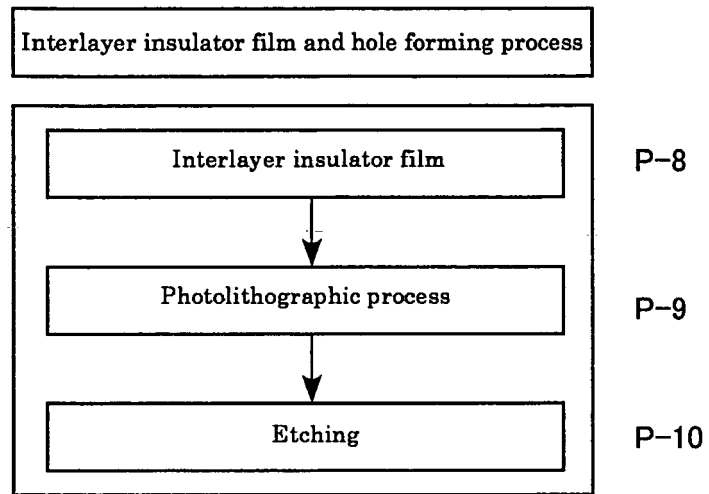 Interlayer insulator film and hole forming process
Interlayer insulator film
P-8
Photolithographic process
P-9
Etching
P-10